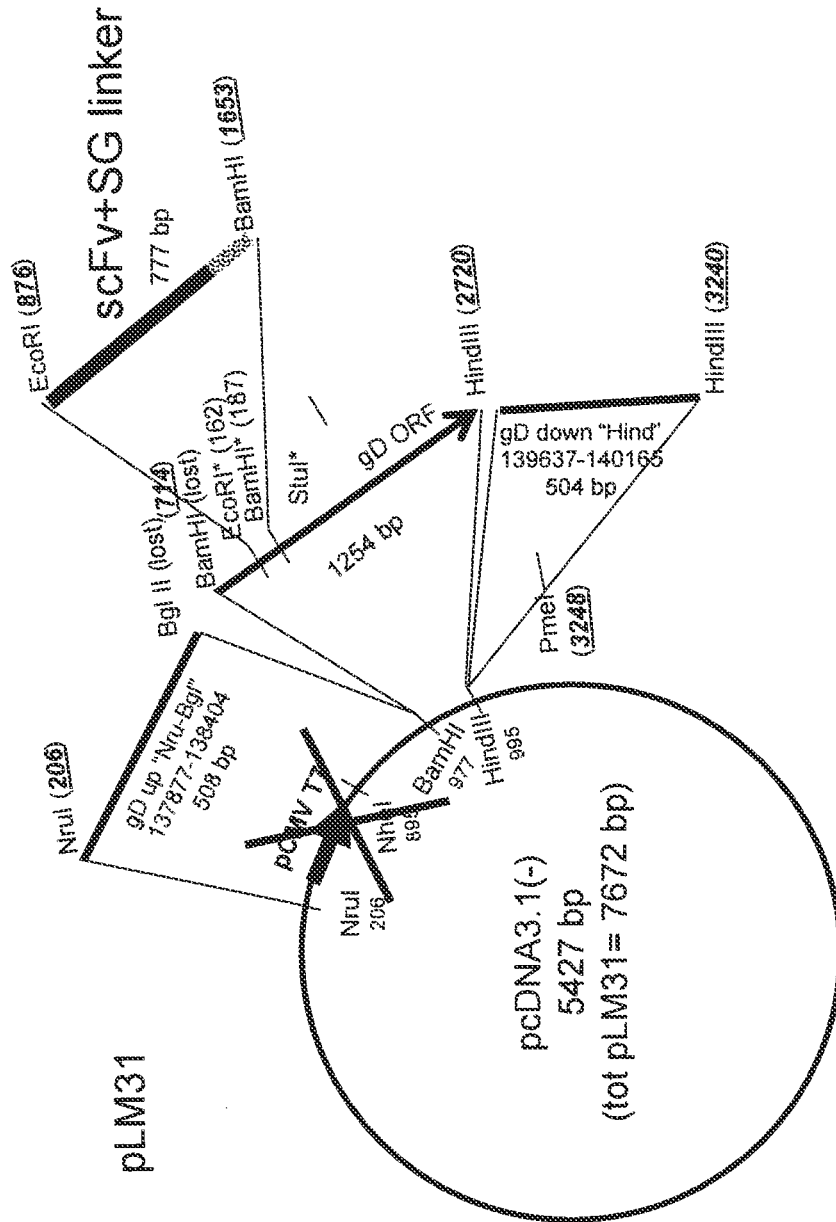 pLM31
NruI (206)
gD up "Nru-Bgl"
137877-138404
508 bp
Bgl II (lost) (714)
BamHI (lost)
EcoRI* (162)
BamHI* (187)
StuI*
EcoRI (876)
777 bp
scFv+SG linker
BamHI (1653)
gD ORF
1254 bp
HindIII (2720)
gD down "Hind"
139637-140165
504 bp
HindIII (3240)
PmeI
(3248)
pCMV
NruI
206
NheI
895
BamHI
977
HindIII
995
pcDNA3.1(-)
5427 bp
(tot pLM31= 7672 bp)